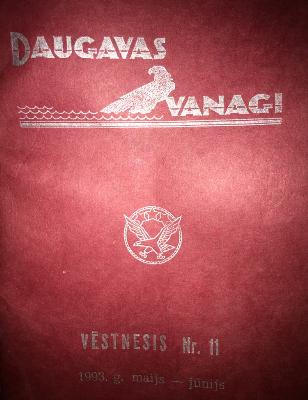 DAUGAVAS
VANAGI
VĒSTNESIS Nr. 11
1993. g. maijs — jūnijs